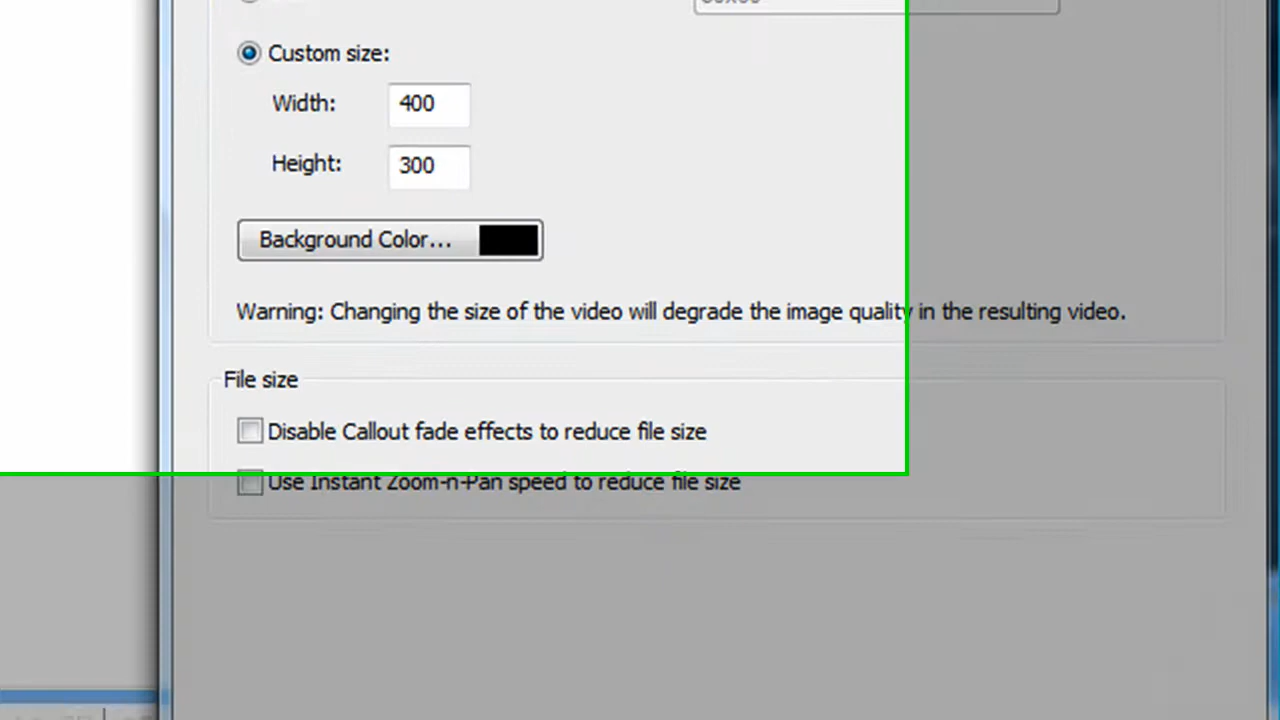 Custom size:
Width: 400
Height: 300
Background Color...
Warning: Changing the size of the video will degrade the image quality in the resulting video.
File size
Disable Callout fade effects to reduce file size
Use Instant Zoom-n-Pan speed to reduce file size